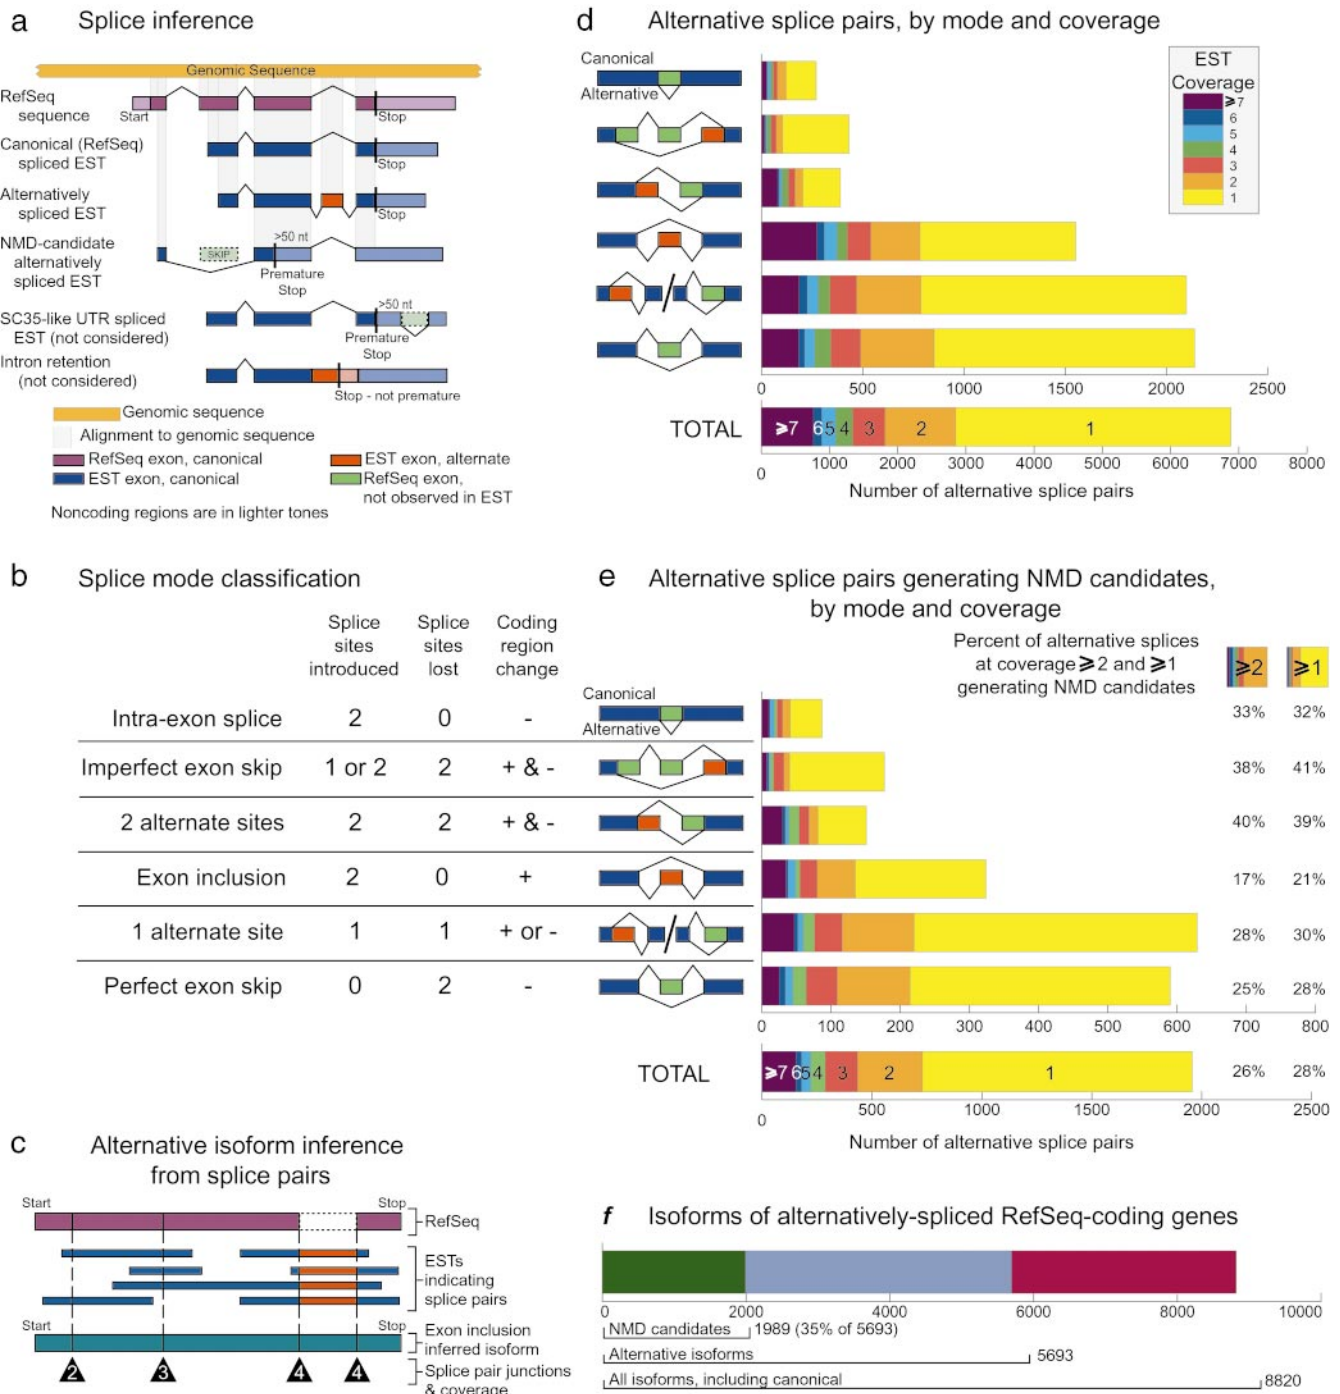 a Splice inference
Genomic Sequence
RefSeq
sequence
Start
Stop
Canonical (RefSeq)
spliced EST
Stop
Alternatively
spliced EST
Stop
NMD-candidate
alternatively
spliced EST
SKIP
>50 nt
Premature
Stop
SC35-like UTR spliced
EST (not considered)
>50 nt
Premature
Stop
Intron retention
(not considered)
Stop - not premature
Genomic sequence
Alignment to genomic sequence
RefSeq exon, canonical
EST exon, alternate
EST exon, canonical
RefSeq exon,
not observed in EST
Noncoding regions are in lighter tones
b Splice mode classification
Splice
sites
introduced
Splice
sites
lost
Coding
region
change
Canonical
Alternative
Intra-exon splice 2 0 -
Imperfect exon skip 1 or 2 2 + & -
2 alternate sites 2 2 + & -
Exon inclusion 2 0 +
1 alternate site 1 1 + or -
Perfect exon skip 0 2 -
c Alternative isoform inference
from splice pairs
Start
Stop
RefSeq
ESTs
indicating
splice pairs
Start
Stop
Exon inclusion
inferred isoform
2 3 4 4
Splice pair junctions
& coverage
d Alternative splice pairs, by mode and coverage
Canonical
Alternative
EST
Coverage
⩾7
6
5
4
3
2
1
0 500 1000 1500 2000 2500
TOTAL
⩾7 6 5 4 3 2 1
0 1000 2000 3000 4000 5000 6000 7000 8000
Number of alternative splice pairs
e Alternative splice pairs generating NMD candidates,
by mode and coverage
Percent of alternative splices
at coverage ⩾2 and ⩾1
generating NMD candidates
⩾2 ⩾1
33% 32%
38% 41%
40% 39%
17% 21%
28% 30%
25% 28%
0 100 200 300 400 500 600 700 800
TOTAL
⩾7 6 5 4 3 2 1
26% 28%
0 500 1000 1500 2000 2500
Number of alternative splice pairs
f Isoforms of alternatively-spliced RefSeq-coding genes
0 2000 4000 6000 8000 10000
NMD candidates 1989 (35% of 5693)
Alternative isoforms 5693
All isoforms, including canonical 8820